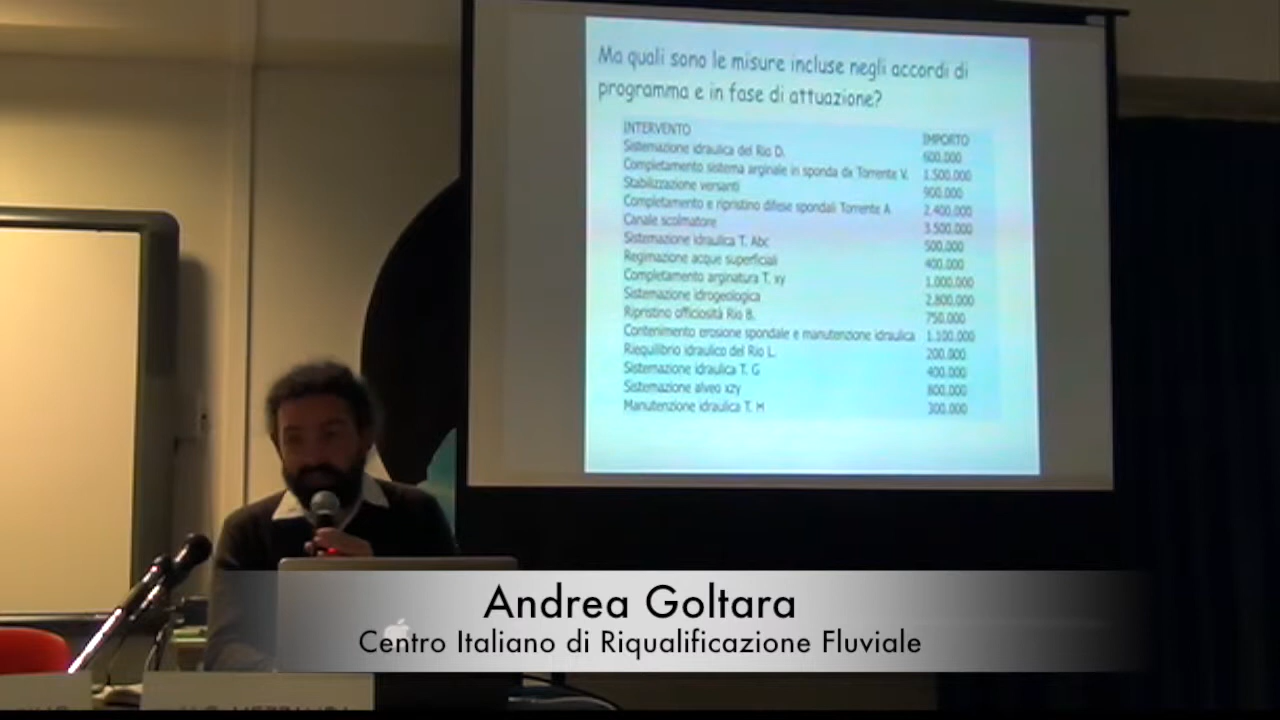 Ma quali sono le misure incluse negli accordi di
programma e in fase di attuazione?
INTERVENTO IMPORTO
Sistemazione idraulica del Rio D. 600.000
Completamento sistema arginale in sponda dx Torrente V. 1.500.000
Stabilizzazione versanti 900.000
Completamento e ripristino difese spondali Torrente A 2.400.000
Canale scolmatore 3.500.000
Sistemazione idraulica T. Abc 500.000
Regimazione acque superficiali 400.000
Completamento arginatura T. xy 1.000.000
Sistemazione idrogeologica 2.800.000
Ripristino officiosità Rio B. 750.000
Contenimento erosione spondale e manutenzione idraulica 1.100.000
Riequilibrio idraulico del Rio L. 200.000
Sistemazione idraulica T. G 400.000
Sistemazione alveo xzy 800.000
Manutenzione idraulica T. M 300.000
Andrea Goltara
Centro Italiano di Riqualificazione Fluviale